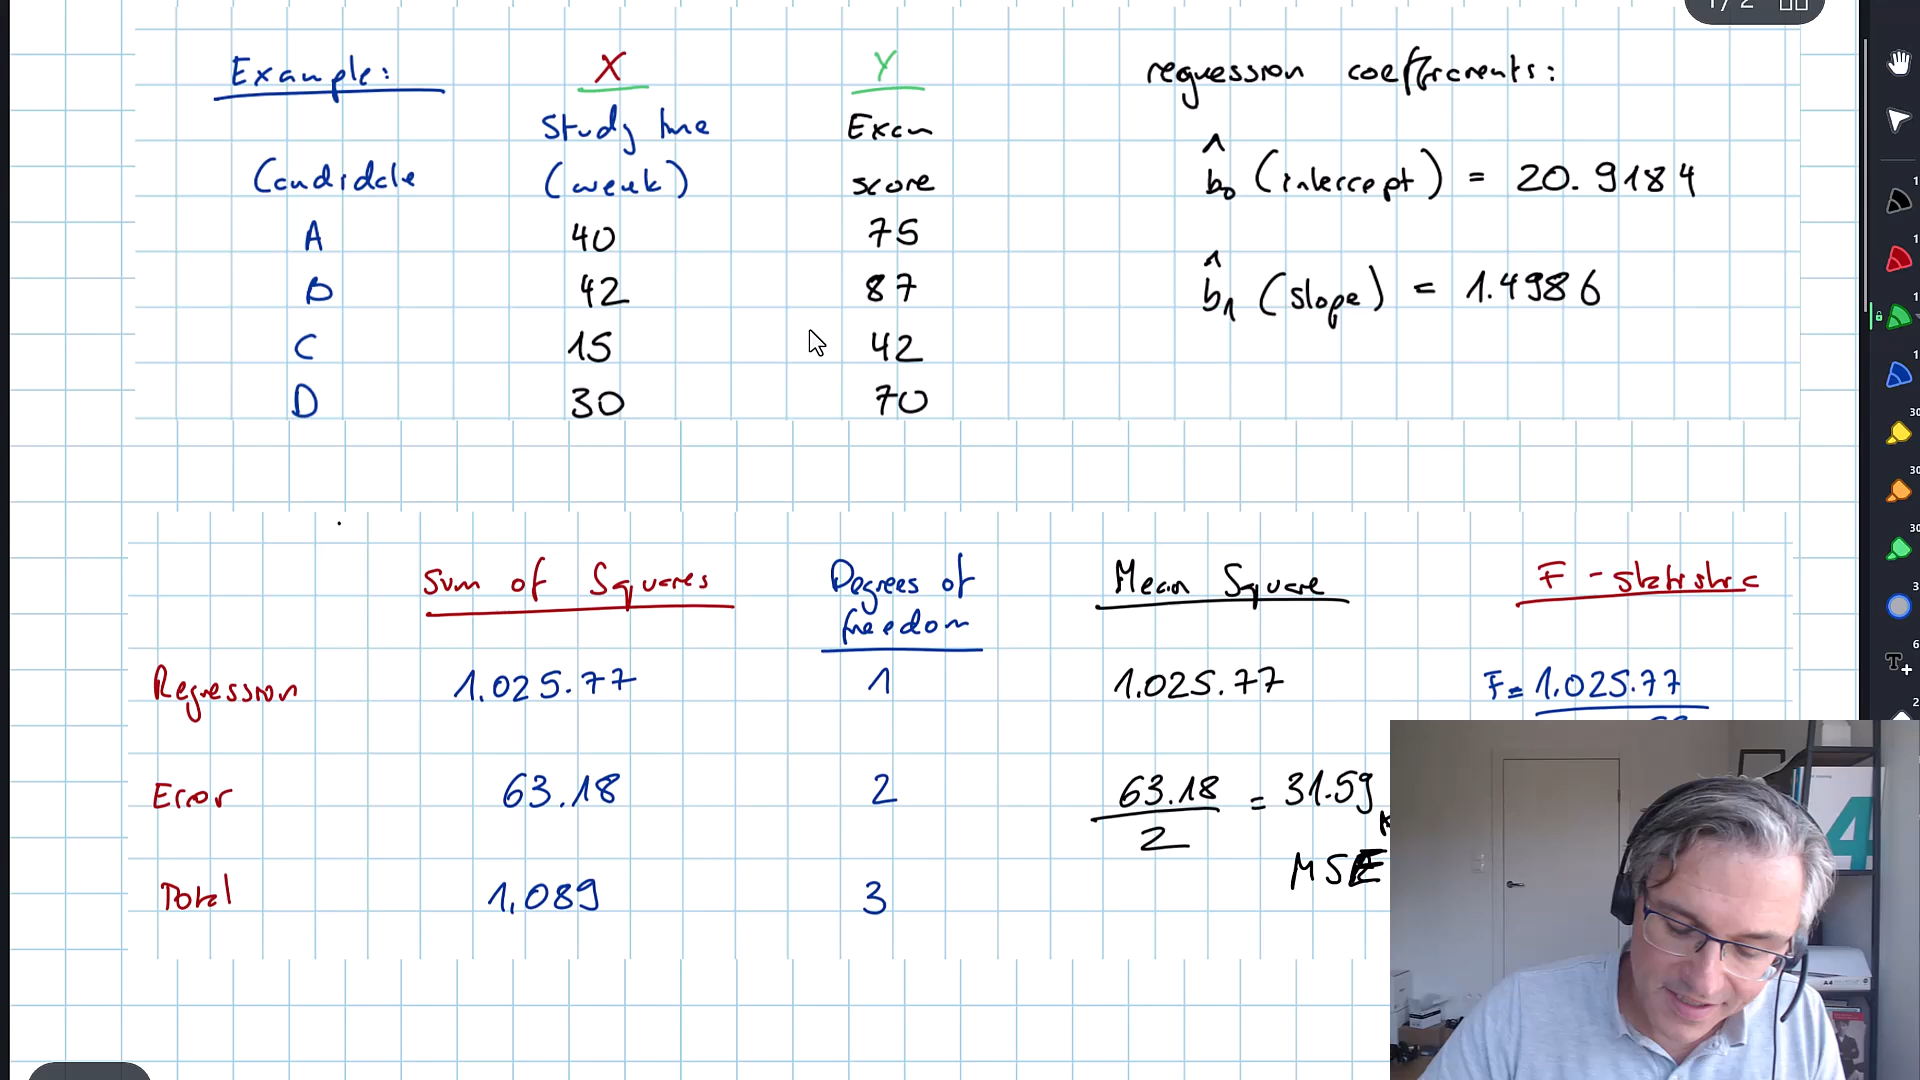 1/2
Example: X Y regression coefficients:
Study time Exam
Candidate (week) score b̂0 (intercept) = 20.9184
A 40 75
B 42 87 b̂1 (slope) = 1.4986
C 15 42
D 30 70
Sum of Squares Degrees of Mean Square F-statistic
freedom
Regression 1.025.77 1 1.025.77 F = 1.025.77
Error 63.18 2 63.18 = 31.59
2
MSE
Total 1,089 3